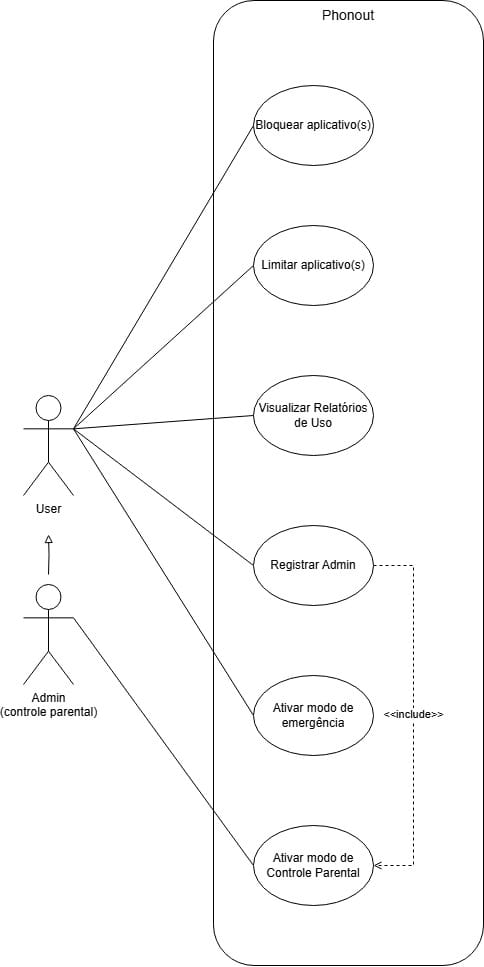 Phonout
Bloquear aplicativo(s)
Limitar aplicativo(s)
Visualizar Relatórios
de Uso
User
Registrar Admin
Admin
(controle parental)
Ativar modo de
emergência
<<include>>
Ativar modo de
Controle Parental